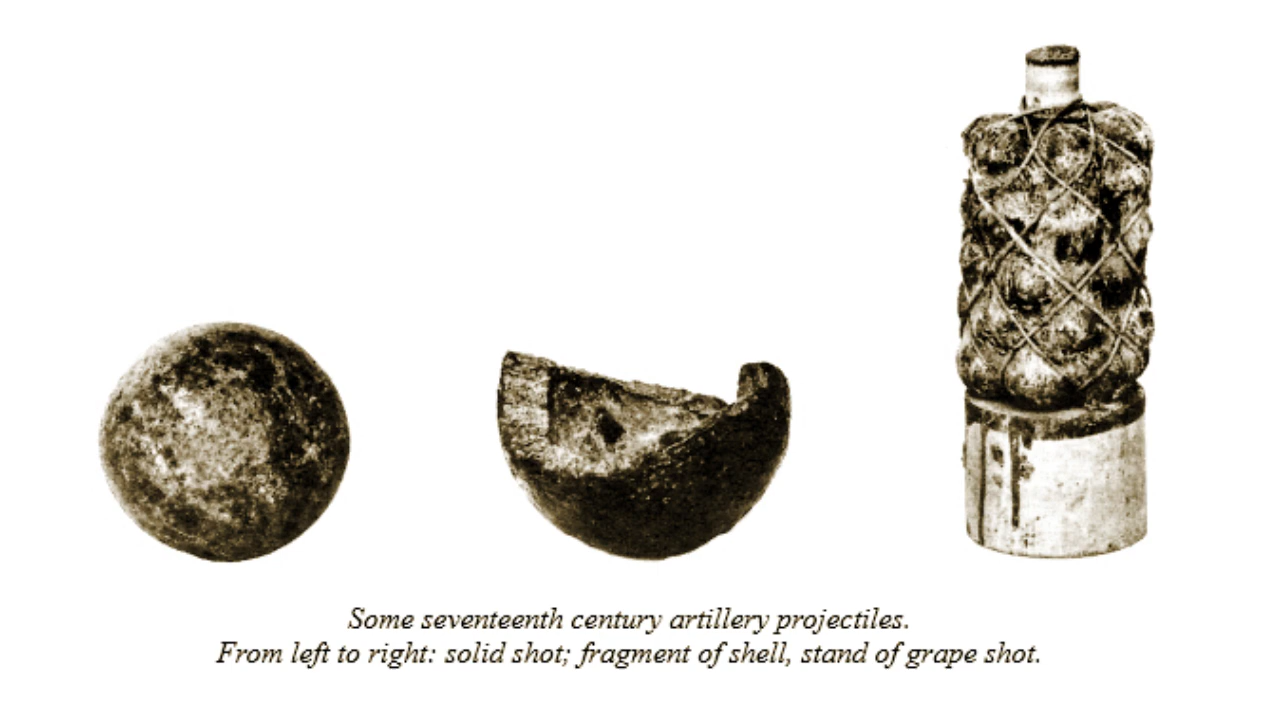 Some seventeenth century artillery projectiles.
From left to right: solid shot; fragment of shell, stand of grape shot.